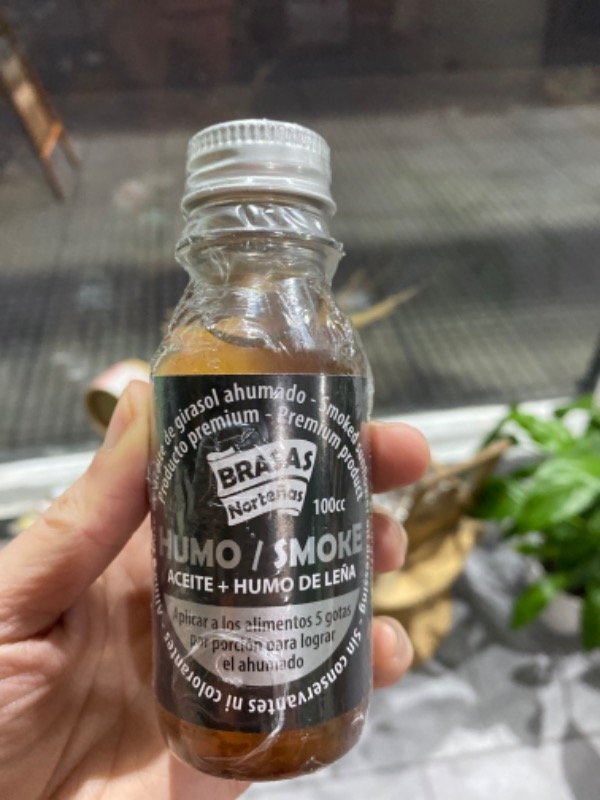 de girasol ahumado - Smoked
Producto premium - Premium product
BRASAS
Norteñas
100cc
HUMO / SMOKE
ACEITE + HUMO DE LEÑA
Aplicar a los alimentos 5 gotas
por porción para lograr
el ahumado
Sin conservantes ni colorantes -